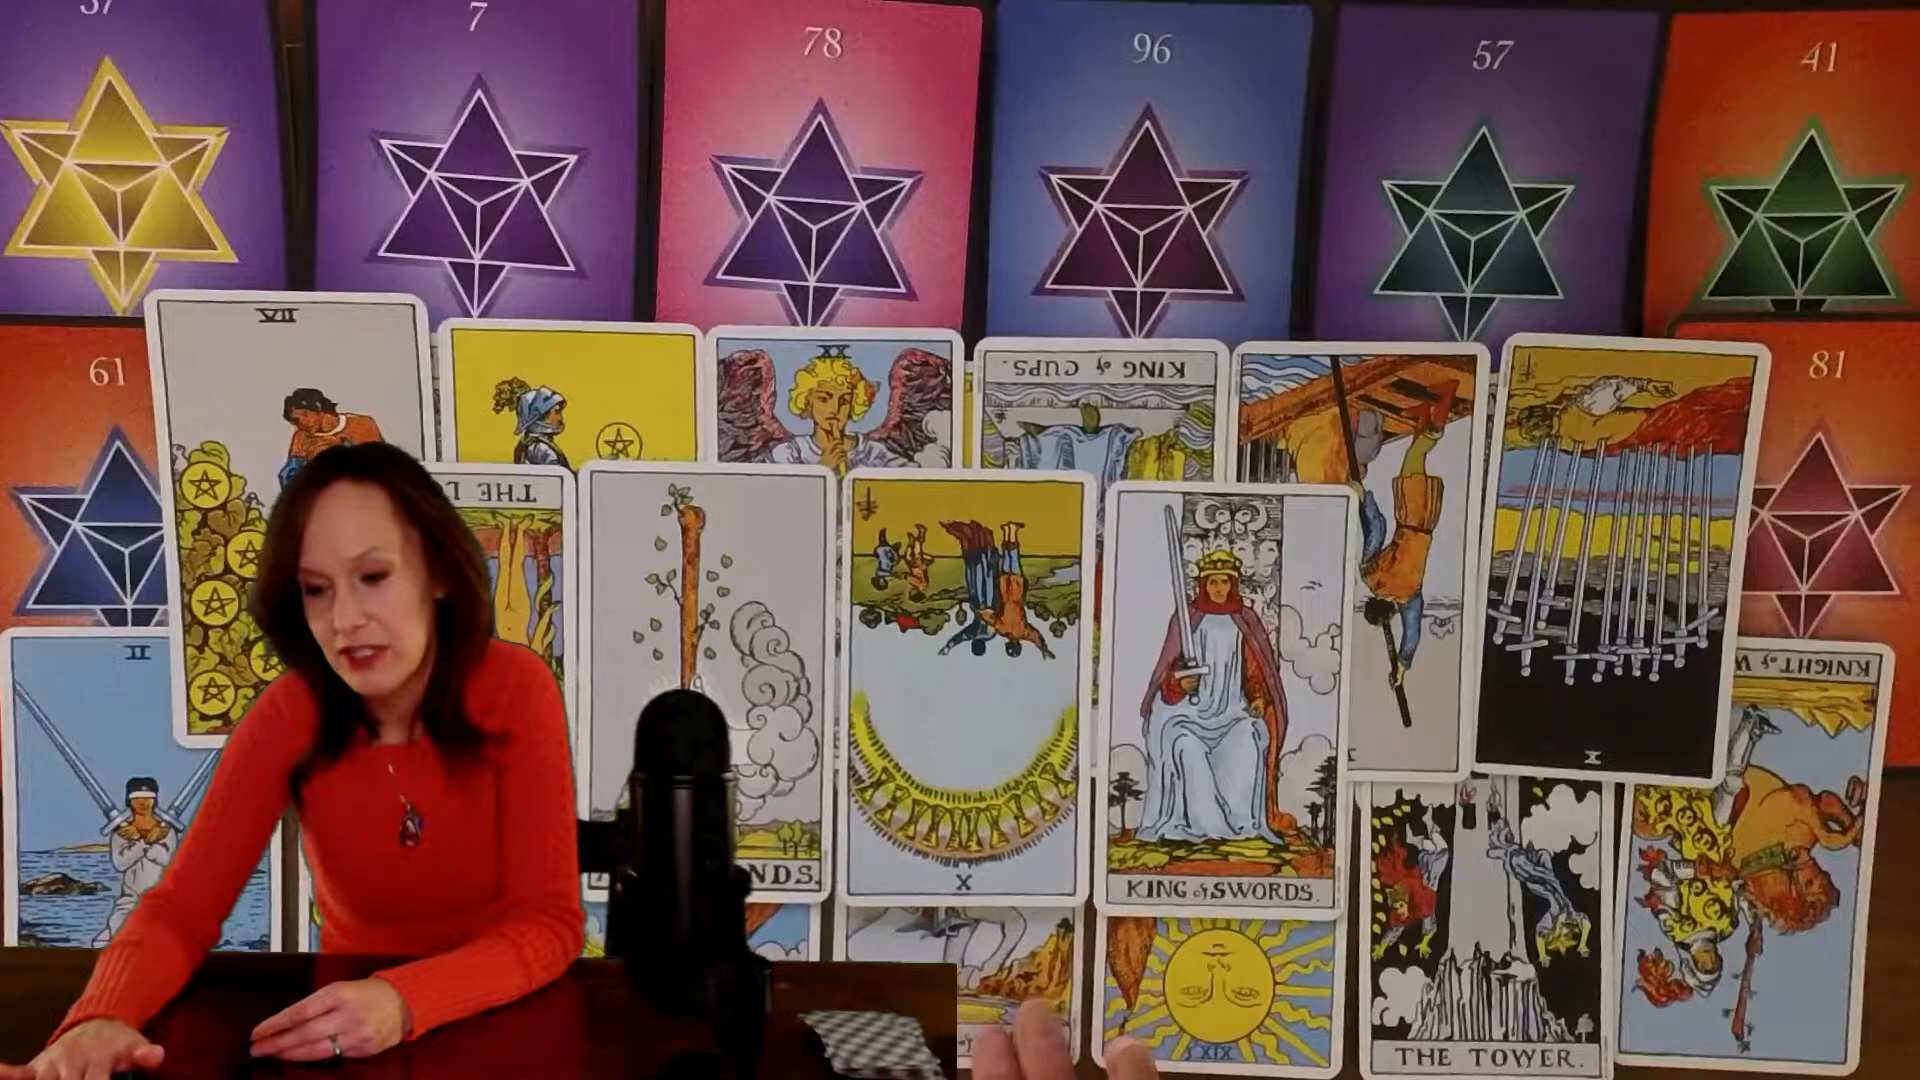 37
7
78
96
57
41
VII
61
XX
KING of CUPS.
81
THE L
II
KNIGHT of W
X
NDS.
X
KING of SWORDS.
XIX
THE TOWER.